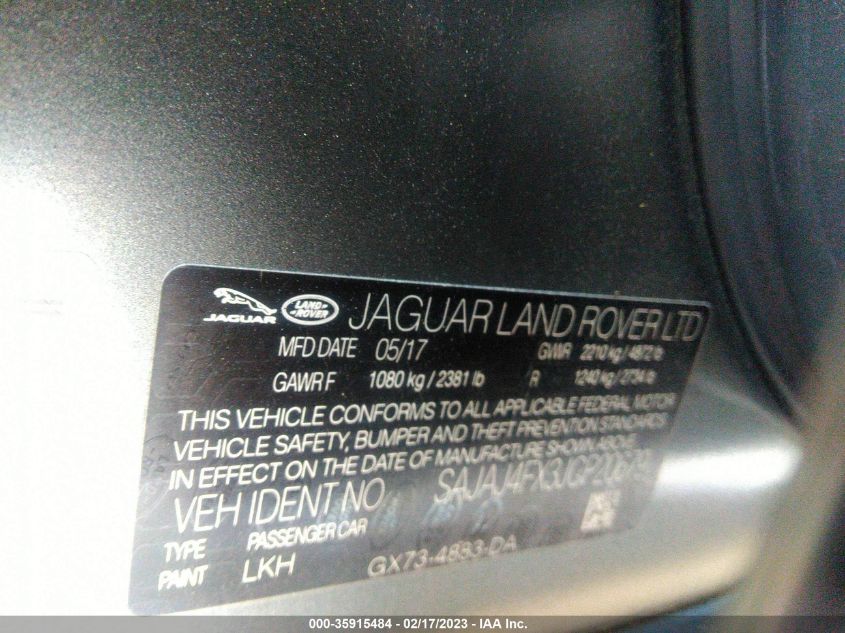 JAGUAR LAND ROVER JAGUAR LAND ROVER LTD
MFD DATE 05/17 GVWR 2210 kg / 4872 lb
GAWR F 1080 kg / 2381 lb R 1240 kg / 2734 lb
THIS VEHICLE CONFORMS TO ALL APPLICABLE FEDERAL MOTOR
VEHICLE SAFETY, BUMPER AND THEFT PREVENTION STANDARDS
IN EFFECT ON THE DATE OF MANUFACTURE SHOWN ABOVE
VEH IDENT NO
TYPE PASSENGER CAR
PAINT LKH GX73-4883-DA
000-35915484 - 02/17/2023 - IAA Inc.